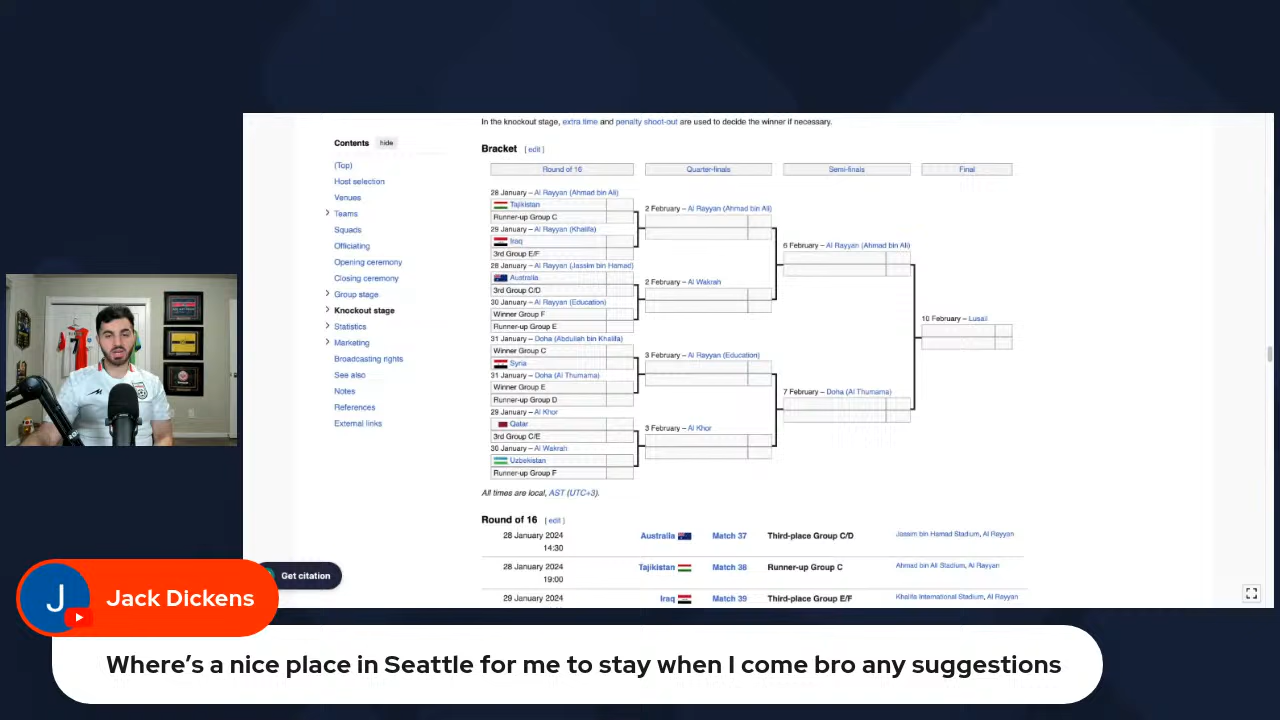 In the knockout stage, extra time and penalty shoot-out are used to decide the winner if necessary.
Contents hide
(Top)
Host selection
Venues
Teams
Squads
Officiating
Opening ceremony
Closing ceremony
Group stage
Knockout stage
Statistics
Marketing
Broadcasting rights
See also
Notes
References
External links
Bracket [ edit ]
Round of 16
Quarter-finals
Semi-finals
Final
28 January – Al Rayyan (Ahmad bin Ali)
Tajikistan
Runner-up Group C
29 January – Al Rayyan (Khalifa)
Iraq
3rd Group E/F
28 January – Al Rayyan (Jassim bin Hamad)
Australia
3rd Group C/D
30 January – Al Rayyan (Education)
Winner Group F
Runner-up Group E
31 January – Doha (Abdullah bin Khalifa)
Winner Group C
Syria
31 January – Doha (Al Thumama)
Winner Group E
Runner-up Group D
29 January – Al Khor
Qatar
3rd Group C/E
30 January – Al Wakrah
Uzbekistan
Runner-up Group F
2 February – Al Rayyan (Ahmad bin Ali)
2 February – Al Wakrah
3 February – Al Rayyan (Education)
3 February – Al Khor
6 February – Al Rayyan (Ahmad bin Ali)
7 February – Doha (Al Thumama)
10 February – Lusail
All times are local, AST (UTC+3).
Round of 16 [ edit ]
28 January 2024
14:30
Australia Match 37 Third-place Group C/D Jassim bin Hamad Stadium, Al Rayyan
28 January 2024
19:00
Tajikistan Match 38 Runner-up Group C Ahmad bin Ali Stadium, Al Rayyan
29 January 2024 Iraq Match 39 Third-place Group E/F Khalifa International Stadium, Al Rayyan
Get citation
J
Jack Dickens
Where's a nice place in Seattle for me to stay when I come bro any suggestions